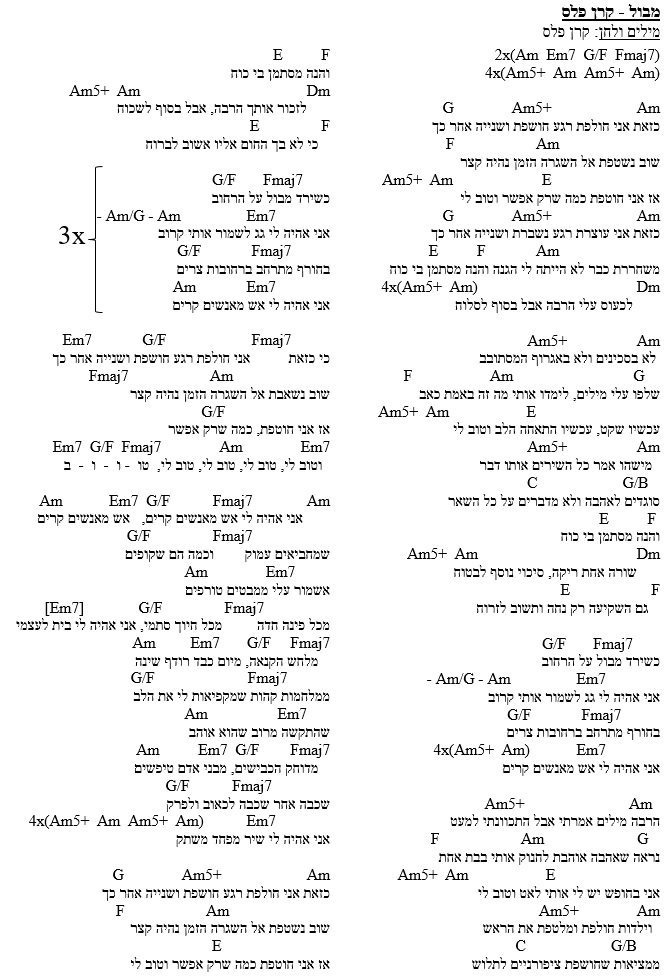 מבול - קרן פלס
מילים ולחן: קרן פלס
2x(Am Em7 G/F Fmaj7)
4x(Am5+ Am Am5+ Am)
G Am5+ Am
כזאת אני חולפת רגע חושפת ושנייה אחר כך
F Am
שוב נשטפת אל השגרה הזמן נהיה קצר
Am5+ Am E
אז אני חוטפת כמה שרק אפשר וטוב לי
G Am5+ Am
כזאת אני עוצרת רגע נשברת ושנייה אחר כך
E F Am
משחררת כבר לא הייתה לי הגנה והנה מסתמן בי כוח
4x(Am5+ Am) Dm
לכעוס עלי הרבה אבל בסוף לסלוח
Am5+ Am
לא בסכינים ולא באגרוף המסתובב
F Am G
שלפו עלי מילים, לימדו אותי מה זה באמת כאב
Am5+ Am E
עכשיו שקט, עכשיו התאחה הלב וטוב לי
Am5+ Am
מישהו אמר כל השירים אותו דבר
C G/B
סוגדים לאהבה ולא מדברים על כל השאר
E F
והנה מסתמן בי כוח
Am5+ Am Dm
שורה אחת ריקה, סיכוי נוסף לבטוח
E F
גם השקיעה רק נחה ותשוב לזרוח
G/F Fmaj7
כשירד מבול על הרחוב
- Am/G - Am Em7
אני אהיה לי גג לשמור אותי קרוב
G/F Fmaj7
בחורף מתרחב ברחובות צרים
4x(Am5+ Am) Em7
אני אהיה לי אש מאנשים קרים
Am5+ Am
הרבה מילים אמרתי אבל התכוונתי למעט
F Am G
נראה שאהבה אוהבת לחנוק אותי בבת אחת
Am5+ Am E
אני בחופש יש לי אותי לאט וטוב לי
Am5+ Am
וילדות חולפת ומלטפת את הראש
C G/B
ממציאות שחושפת ציפורניים לתלוש
E F
והנה מסתמן בי כוח
Am5+ Am Dm
לזכור אותך הרבה, אבל בסוף לשכוח
E F
כי לא בך החום אליו אשוב לברוח
3x
G/F Fmaj7
כשירד מבול על הרחוב
- Am/G - Am Em7
אני אהיה לי גג לשמור אותי קרוב
G/F Fmaj7
בחורף מתרחב ברחובות צרים
Am Em7
אני אהיה לי אש מאנשים קרים
Em7 G/F Fmaj7
כי כזאת אני חולפת רגע חושפת ושנייה אחר כך
Fmaj7 Am
שוב נשאבת אל השגרה הזמן נהיה קצר
G/F
אז אני חוטפת, כמה שרק אפשר
Em7 G/F Fmaj7 Am Em7
וטוב לי, טוב לי, טוב לי, טוב לי, טו - ו - ו - ב
Am Em7 G/F Fmaj7 Am
אני אהיה לי אש מאנשים קרים, אש מאנשים קרים
G/F Fmaj7
שמחביאים עמוק וכמה הם שקופים
Am Em7
אשמור עלי ממבטים טורפים
[Em7] G/F Fmaj7
מכל פינה חדה מכל חיוך סתמי, אני אהיה לי בית לעצמי
Am Em7 G/F Fmaj7
מלחש הקנאה, מיום כבד רודף שינה
G/F Fmaj7
ממלחמות קהות שמקפיאות לי את הלב
Am Em7
שהתקשה מרוב שהוא אוהב
Am Em7 G/F Fmaj7
מדוחק הכבישים, מבני אדם טיפשים
G/F Fmaj7
שכבה אחר שכבה לכאוב ולפרק
4x(Am5+ Am Am5+ Am) Em7
אני אהיה לי שיר מפחד משתק
G Am5+ Am
כזאת אני חולפת רגע חושפת ושנייה אחר כך
F Am
שוב נשטפת אל השגרה הזמן נהיה קצר
E
אז אני חוטפת כמה שרק אפשר וטוב לי